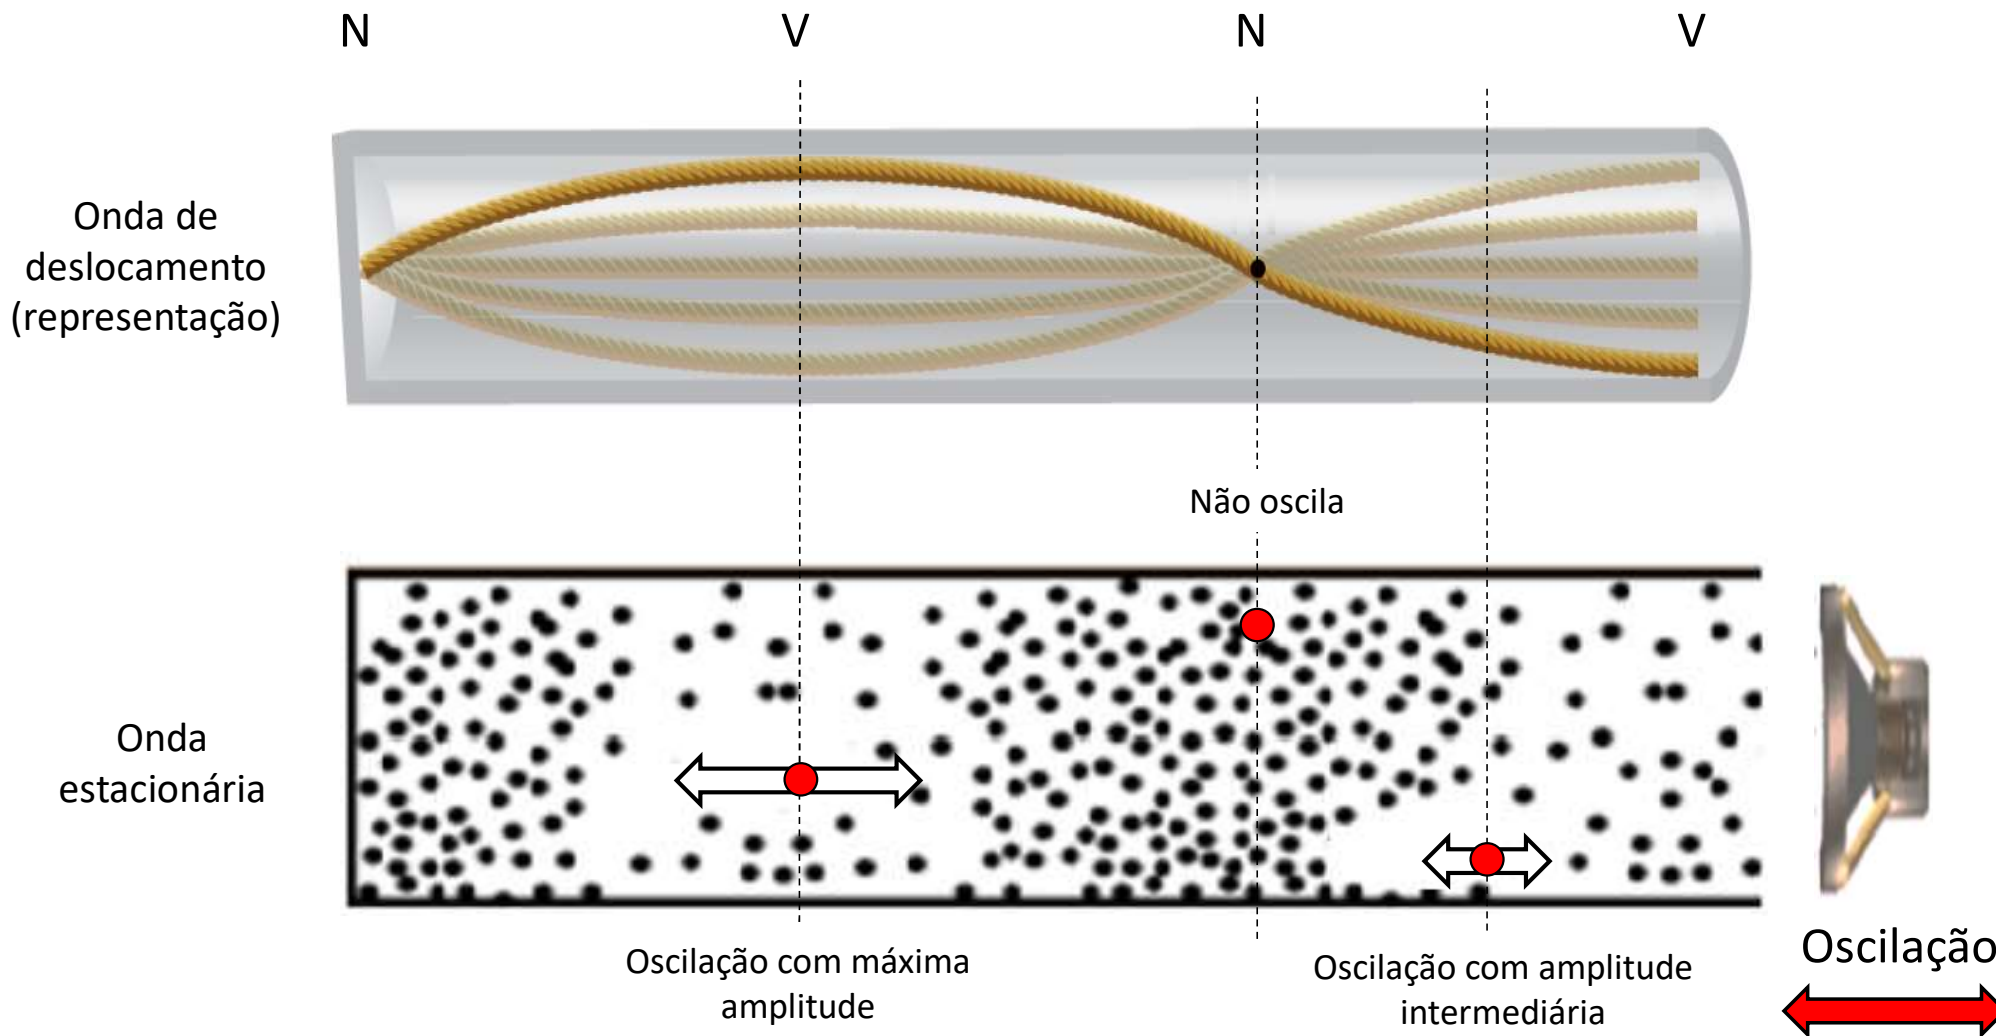 N V N V
Onda de
deslocamento
(representação)
Não oscila
Onda
estacionária
Oscilação com máxima
amplitude
Oscilação com amplitude
intermediária
Oscilação